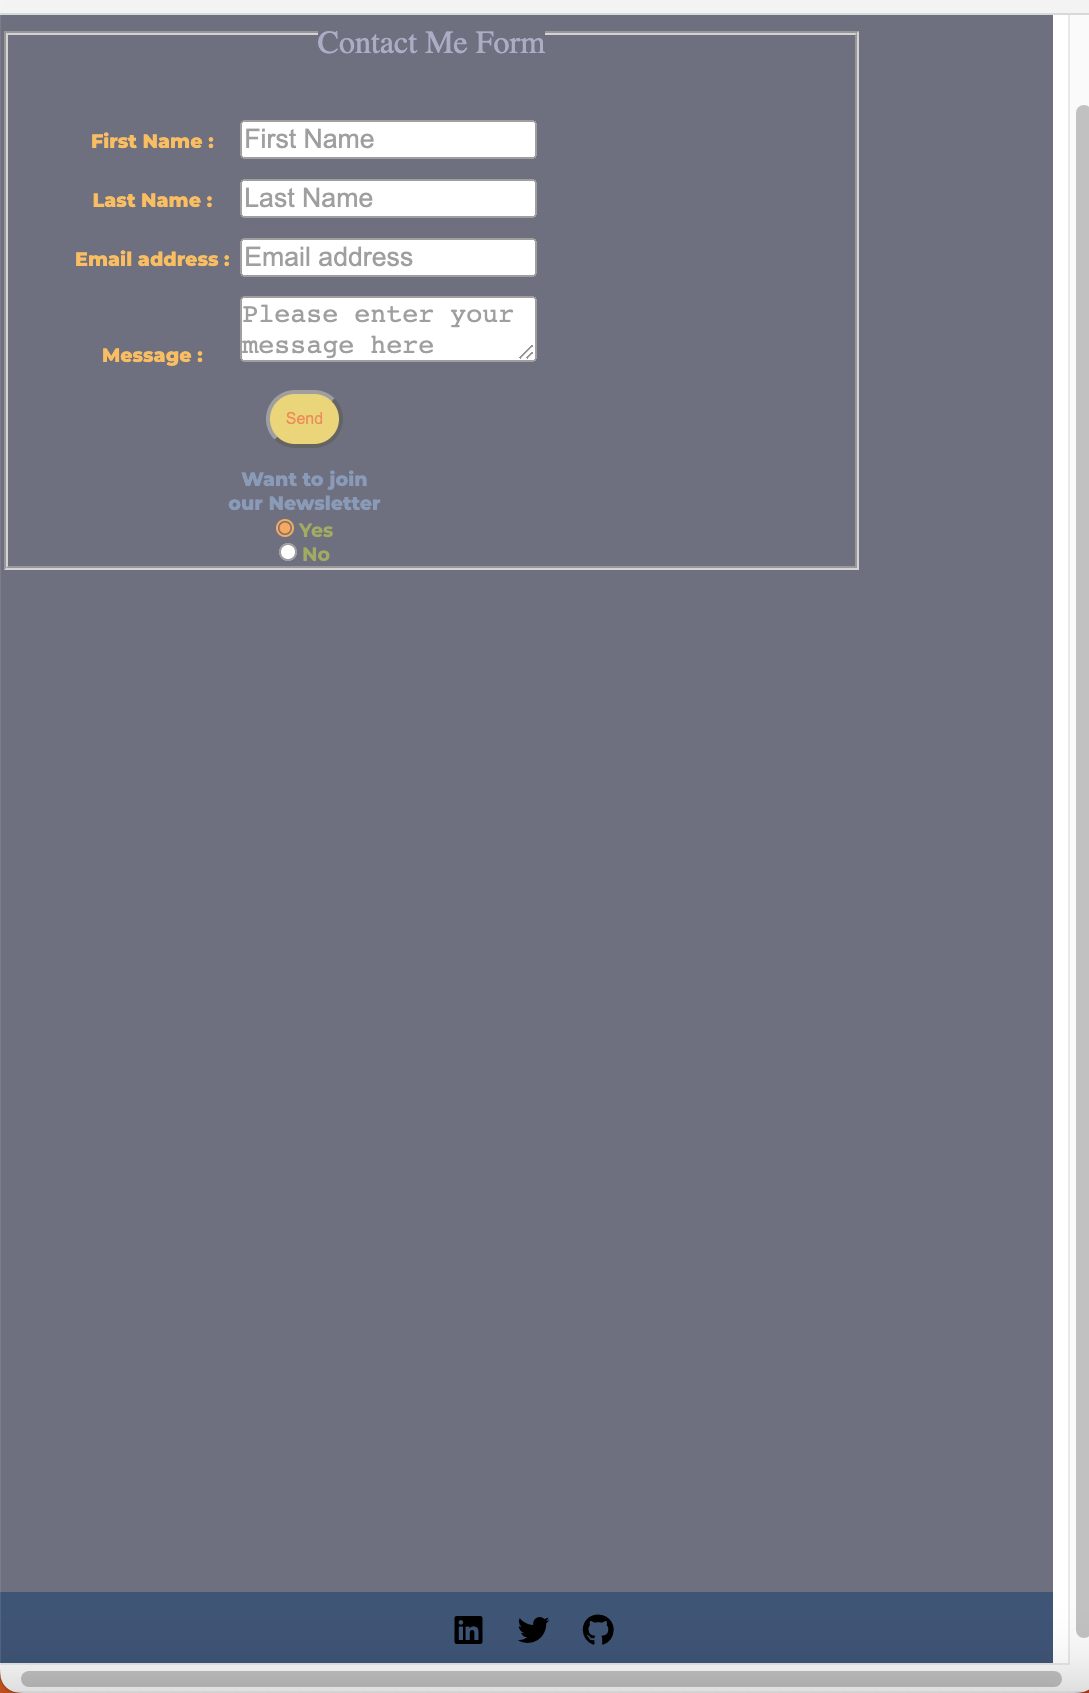 Contact Me Form
First Name : First Name
Last Name : Last Name
Email address : Email address
Please enter your
message here
Message :
Send
Want to join
our Newsletter
Yes
No
in